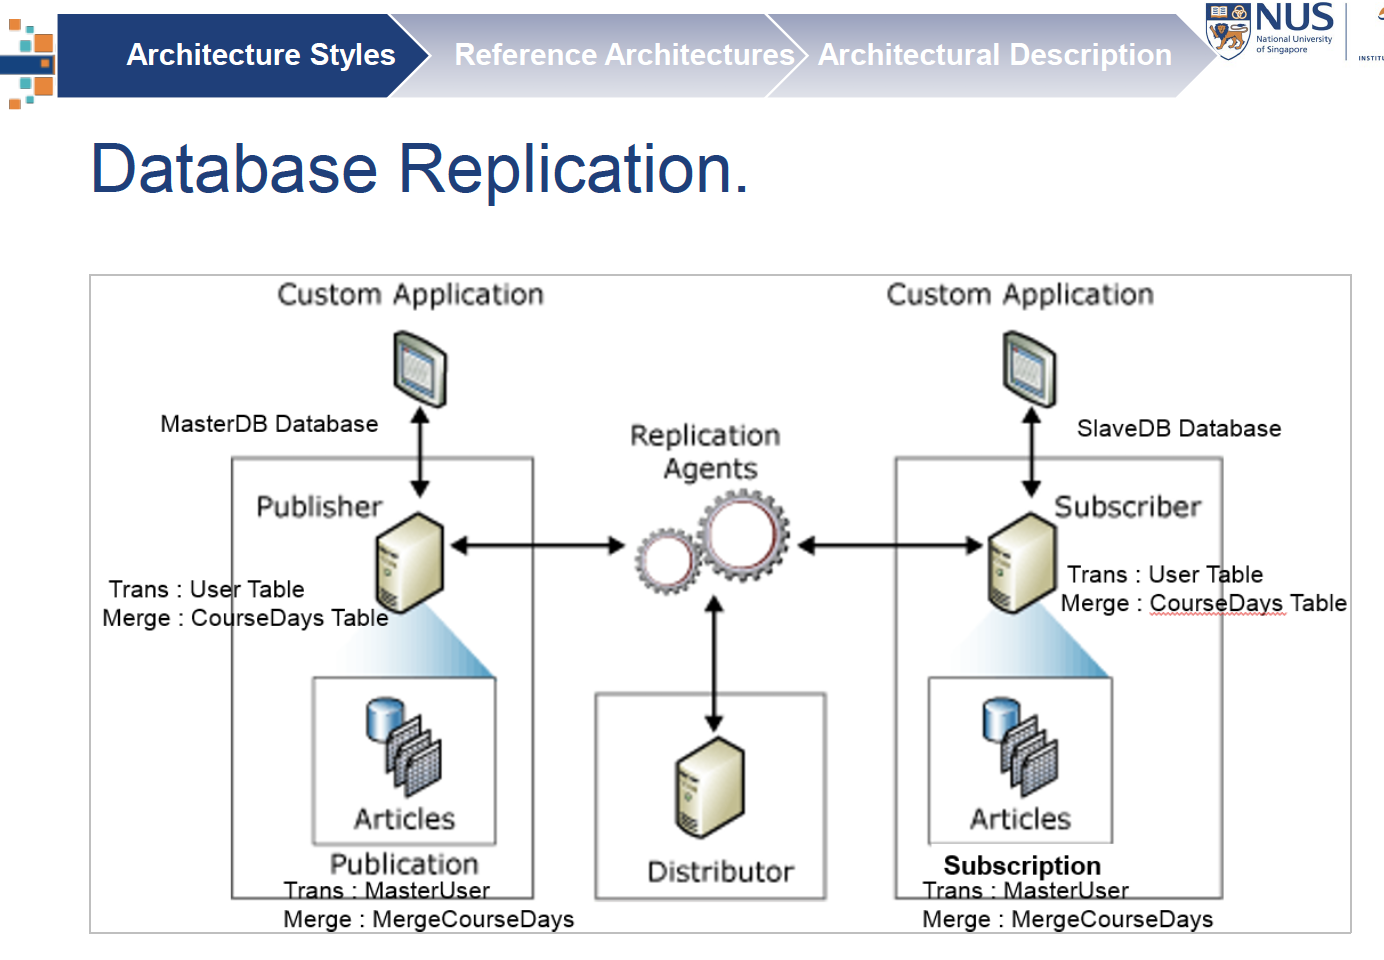 Architecture Styles
Reference Architectures
Architectural Description
NUS
National University
of Singapore
Database Replication.
Custom Application
Custom Application
MasterDB Database
SlaveDB Database
Replication
Agents
Publisher
Subscriber
Trans : User Table
Merge : CourseDays Table
Trans : User Table
Merge : CourseDays Table
Articles
Articles
Publication
Trans : MasterUser
Merge : MergeCourseDays
Distributor
Subscription
Trans : MasterUser
Merge : MergeCourseDays